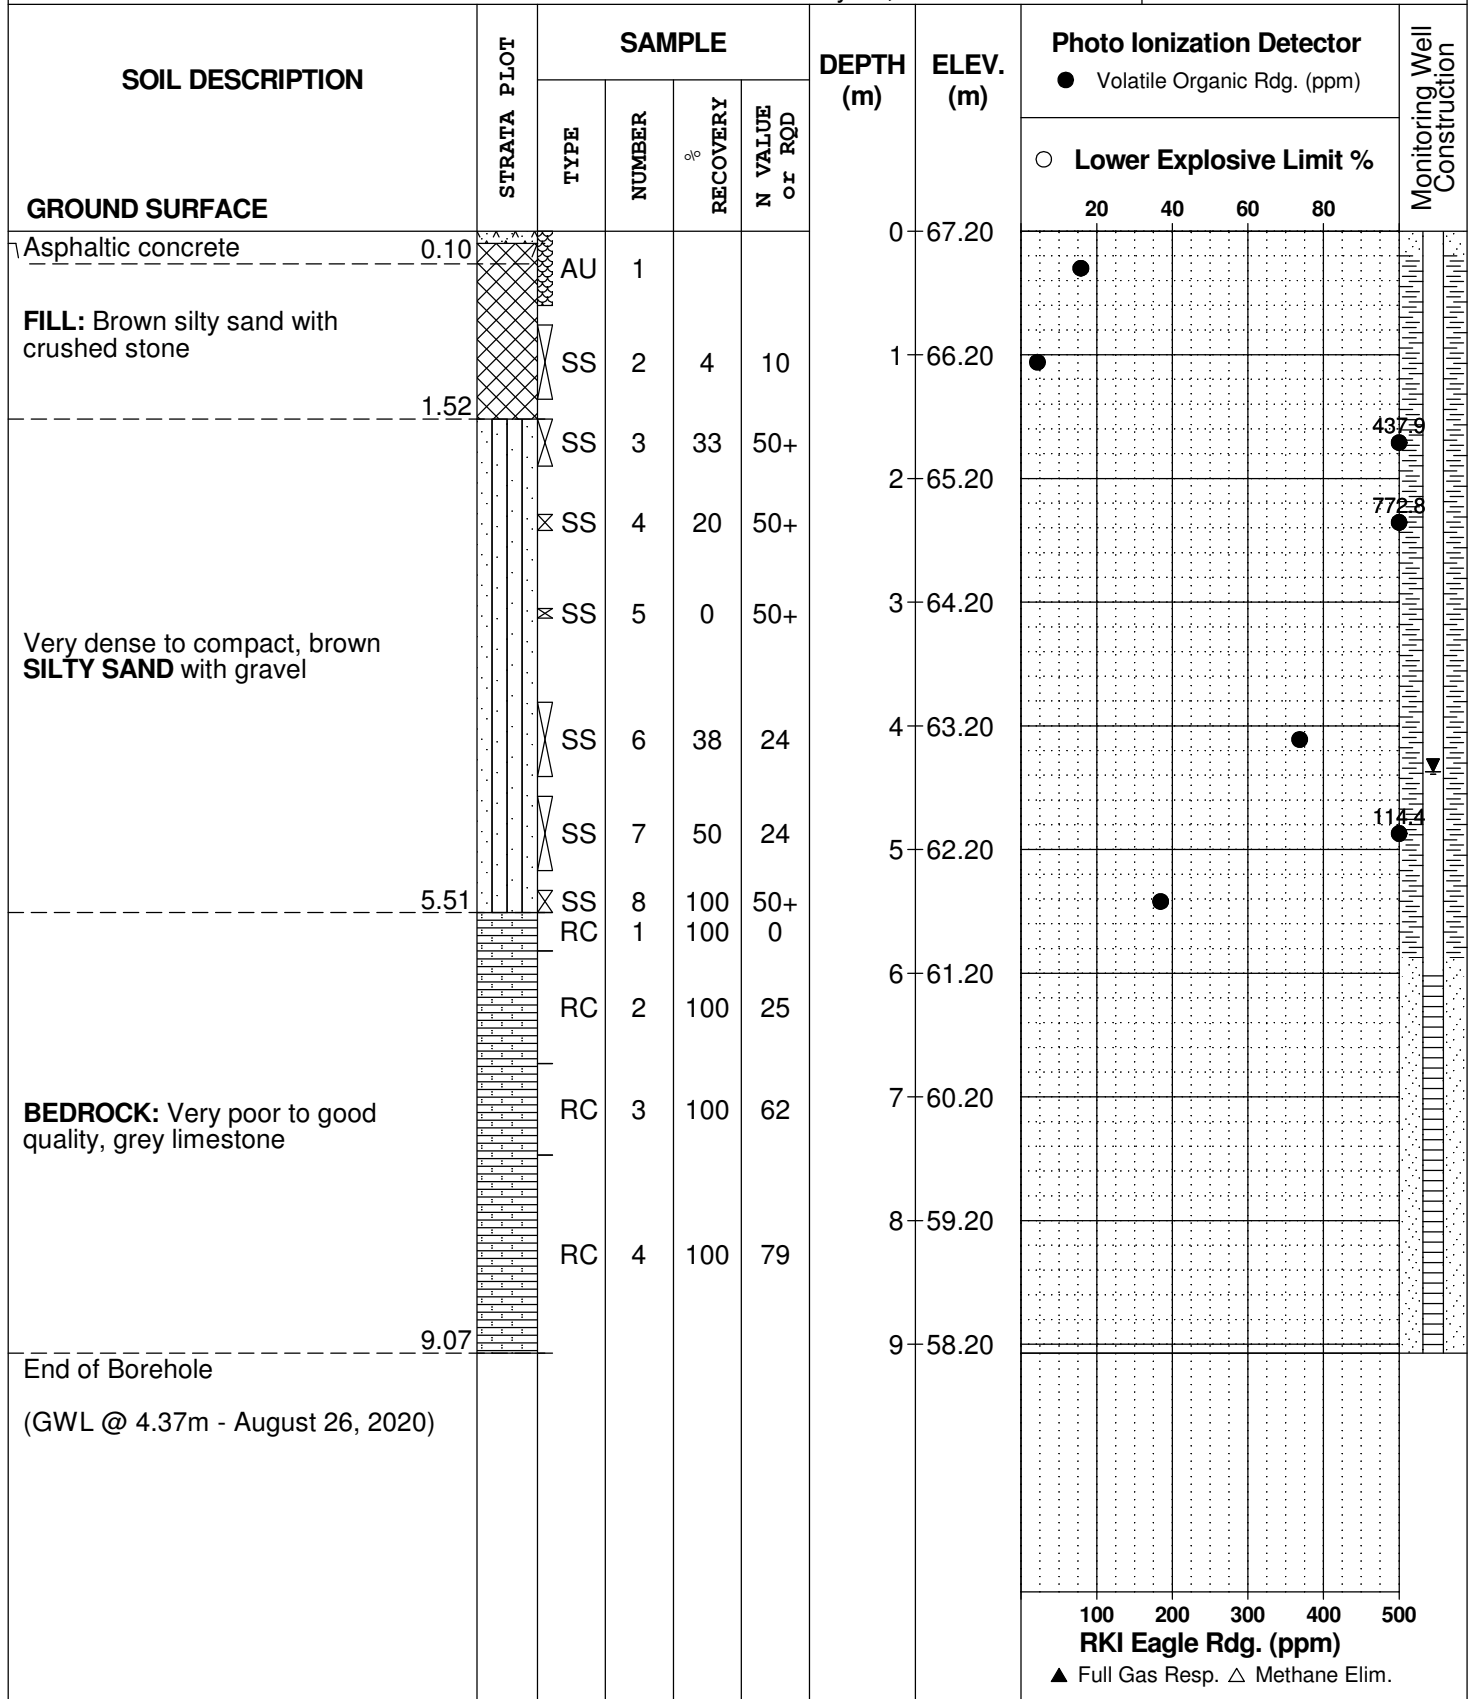 SOIL DESCRIPTION
GROUND SURFACE
STRATA PLOT
SAMPLE
TYPE
NUMBER
%
RECOVERY
N VALUE
or RQD
DEPTH
(m)
ELEV.
(m)
Photo Ionization Detector
● Volatile Organic Rdg. (ppm)
○ Lower Explosive Limit %
20 40 60 80
Monitoring Well
Construction
0 67.20
Asphaltic concrete 0.10
AU 1
FILL: Brown silty sand with
crushed stone
SS 2 4 10
1 66.20
1.52
437.9
SS 3 33 50+
2 65.20
772.8
SS 4 20 50+
3 64.20
SS 5 0 50+
Very dense to compact, brown
SILTY SAND with gravel
4 63.20
SS 6 38 24
114.4
SS 7 50 24
5 62.20
5.51
SS 8 100 50+
RC 1 100 0
6 61.20
RC 2 100 25
7 60.20
BEDROCK: Very poor to good
quality, grey limestone
RC 3 100 62
8 59.20
RC 4 100 79
9.07
9 58.20
End of Borehole
(GWL @ 4.37m - August 26, 2020)
100 200 300 400 500
RKI Eagle Rdg. (ppm)
▲ Full Gas Resp. △ Methane Elim.